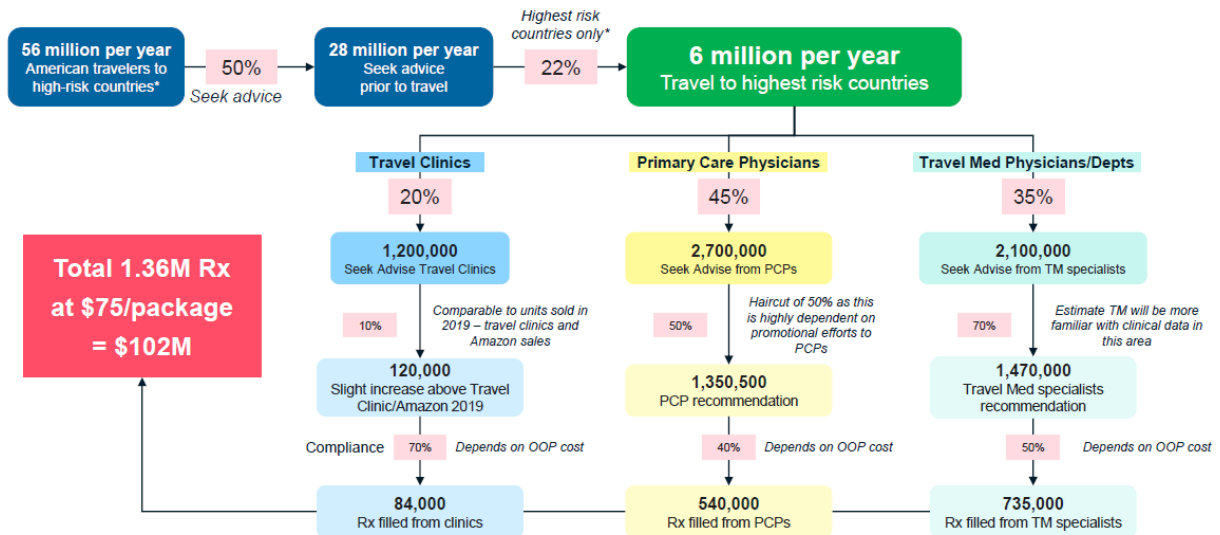 56 million per year
American travelers to
high-risk countries*
50%
Seek advice
28 million per year
Seek advice
prior to travel
Highest risk
countries only*
22%
6 million per year
Travel to highest risk countries
Travel Clinics
20%
1,200,000
Seek Advise Travel Clinics
10%
Comparable to units sold in
2019 – travel clinics and
Amazon sales
120,000
Slight increase above Travel
Clinic/Amazon 2019
Compliance
70%
Depends on OOP cost
84,000
Rx filled from clinics
Primary Care Physicians
45%
2,700,000
Seek Advise from PCPs
50%
Haircut of 50% as this
is highly dependent on
promotional efforts to
PCPs
1,350,500
PCP recommendation
40%
Depends on OOP cost
540,000
Rx filled from PCPs
Travel Med Physicians/Depts
35%
2,100,000
Seek Advise from TM specialists
70%
Estimate TM will be more
familiar with clinical data in
this area
1,470,000
Travel Med specialists
recommendation
50%
Depends on OOP cost
735,000
Rx filled from TM specialists
Total 1.36M Rx
at $75/package
= $102M